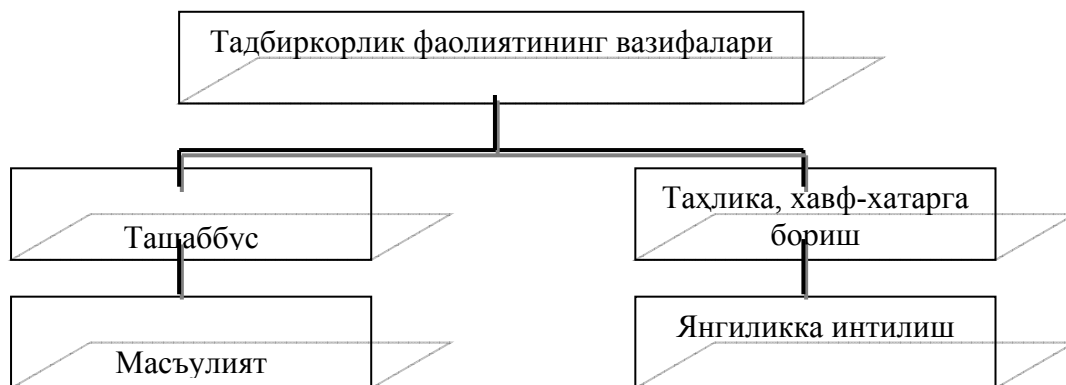 Тадбиркорлик фаолиятининг вазифалари
Ташаббус
Таҳлика, хавф-хатарга
бориш
Масъулият
Янгиликка интилиш